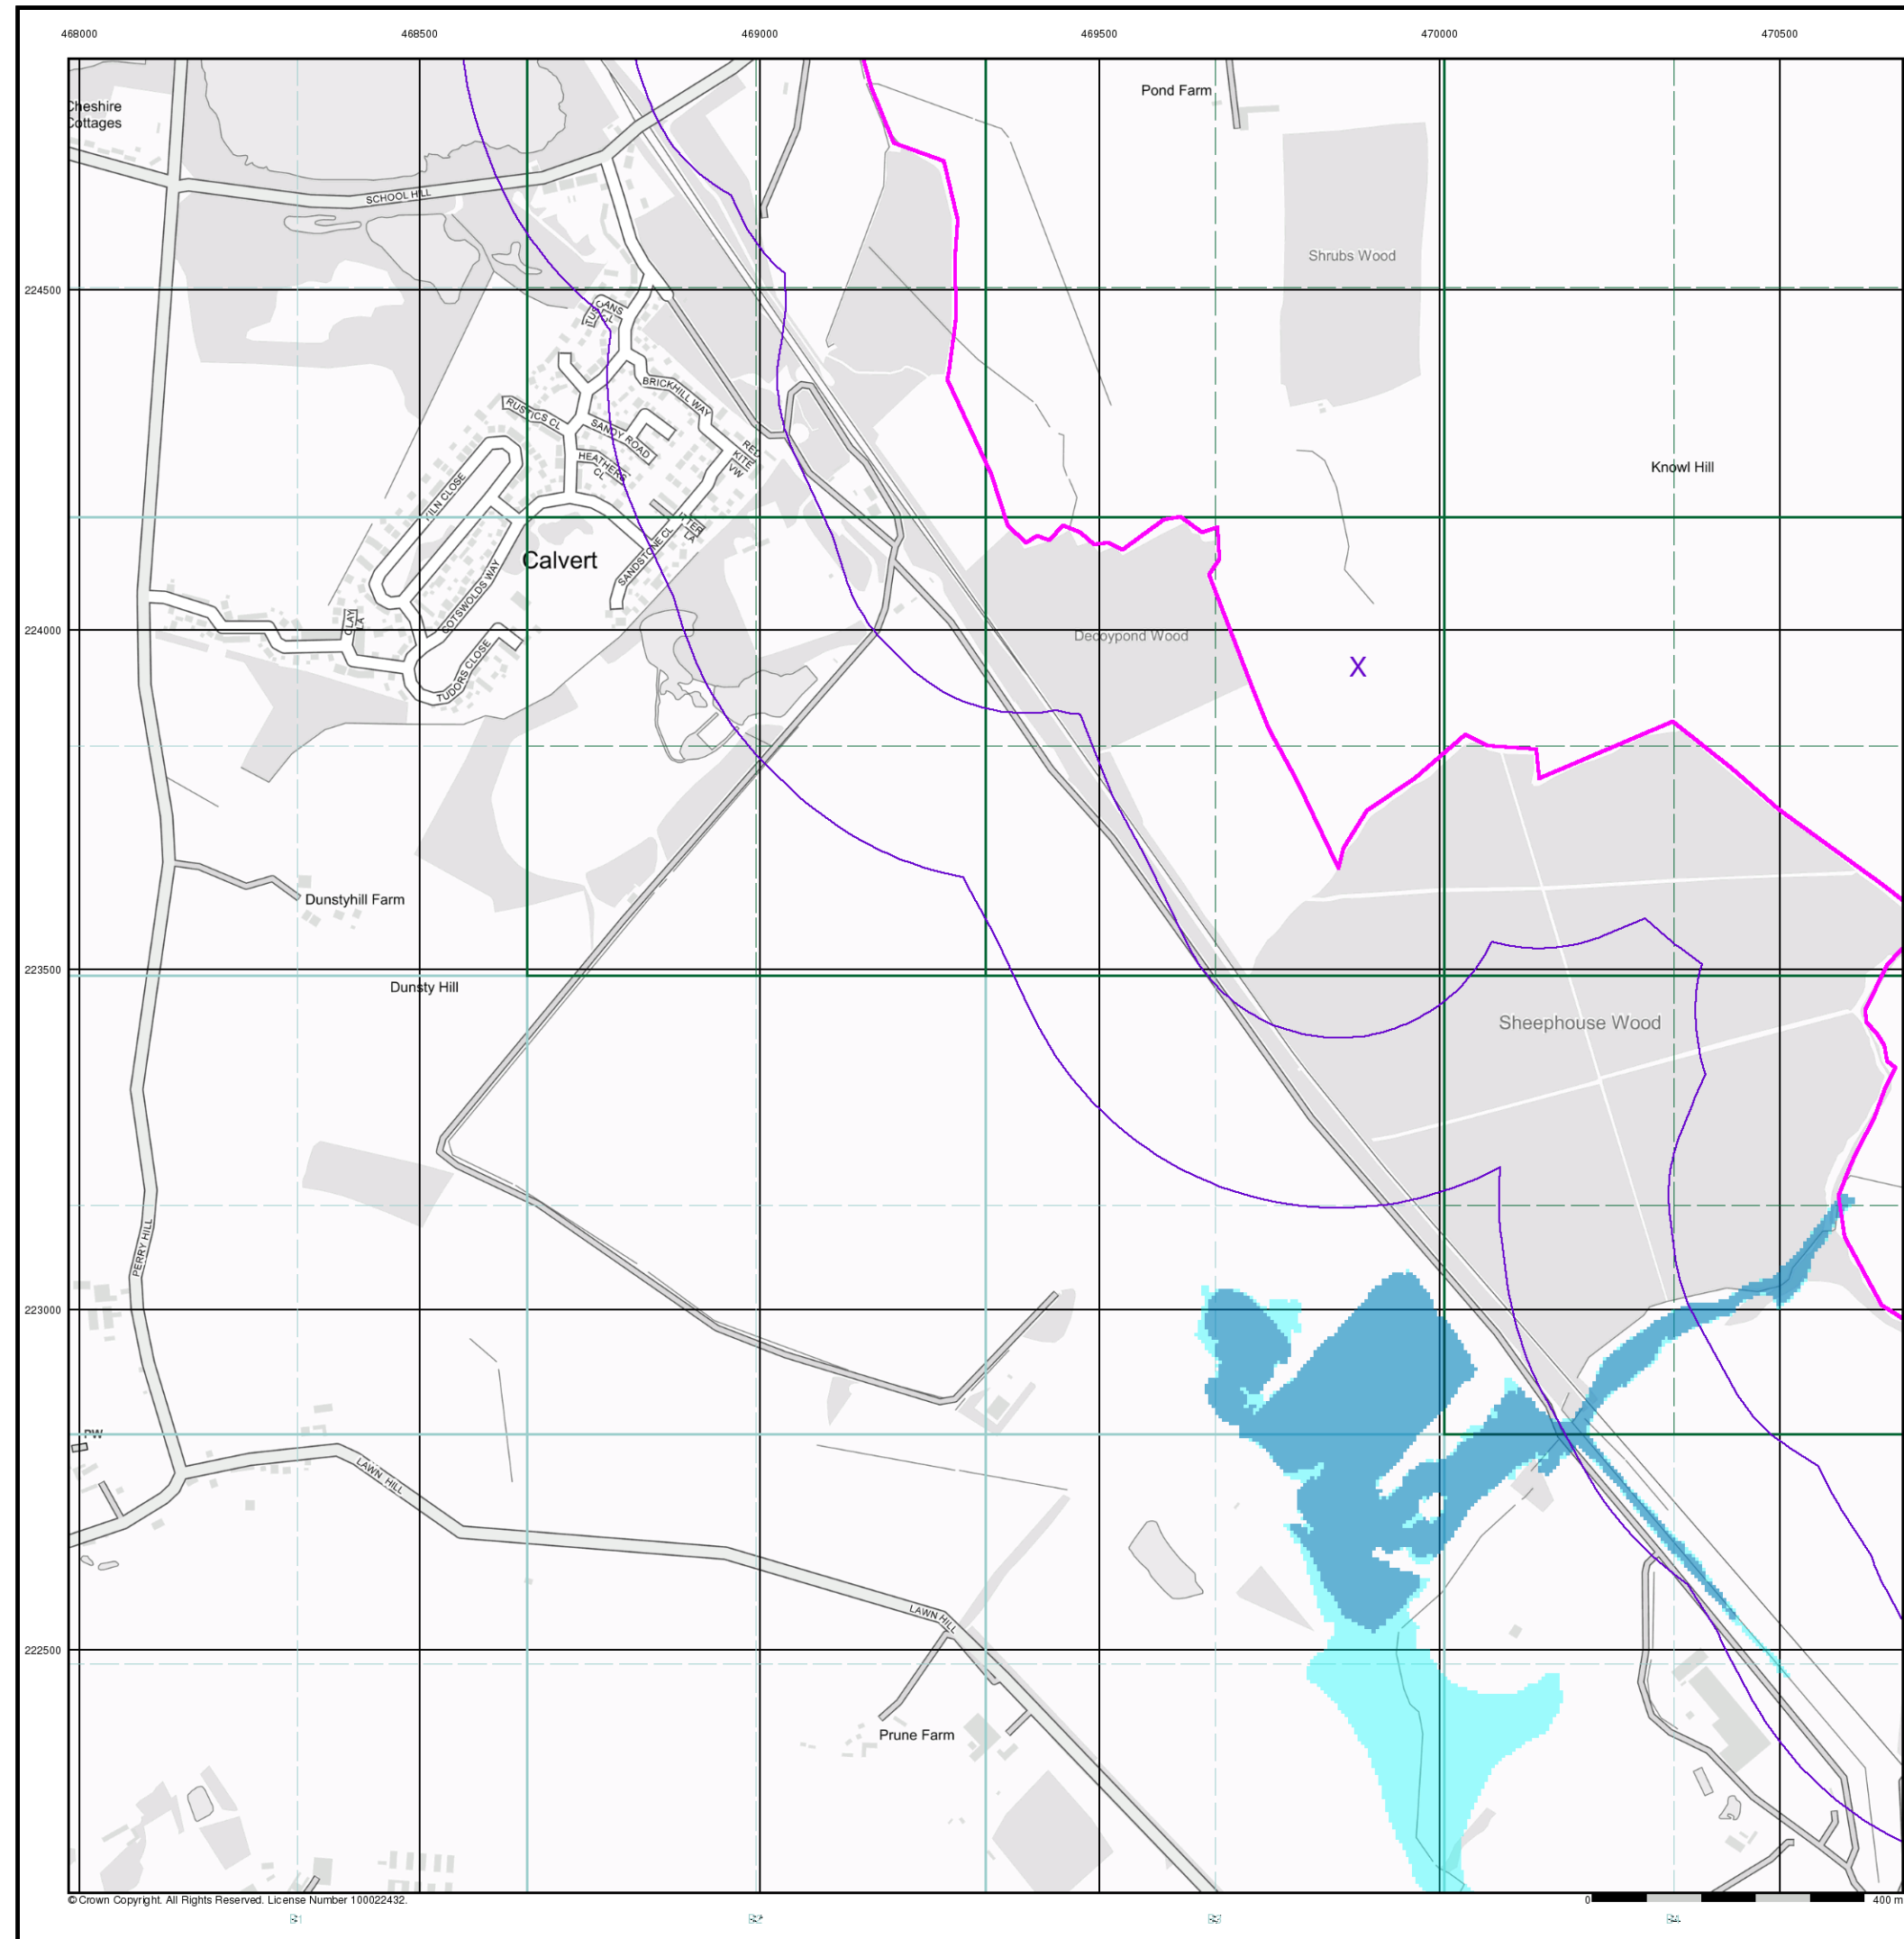 468000 468500 469000 469500 470000 470500
Pond Farm
Cheshire
Cottages
SCHOOL HILL
Shrubs Wood
224500
TUSCANS
CL
BRICKHILL WAY
RUSTICS CL
SANDY ROAD
RED
KITE
VW
HEATHERS
CL
Knowl Hill
KILN CLOSE
Calvert
SANDSTONE CL
COTSWOLDS WAY
CLAY
LA
224000
Decoypond Wood
TUDORS CLOSE
X
Dunstyhill Farm
223500
Dunsty Hill
Sheephouse Wood
PERRY HILL
223000
PW
LAWN HILL
LAWN HILL
222500
Prune Farm
© Crown Copyright. All Rights Reserved. License Number 100022432.
0 400 m